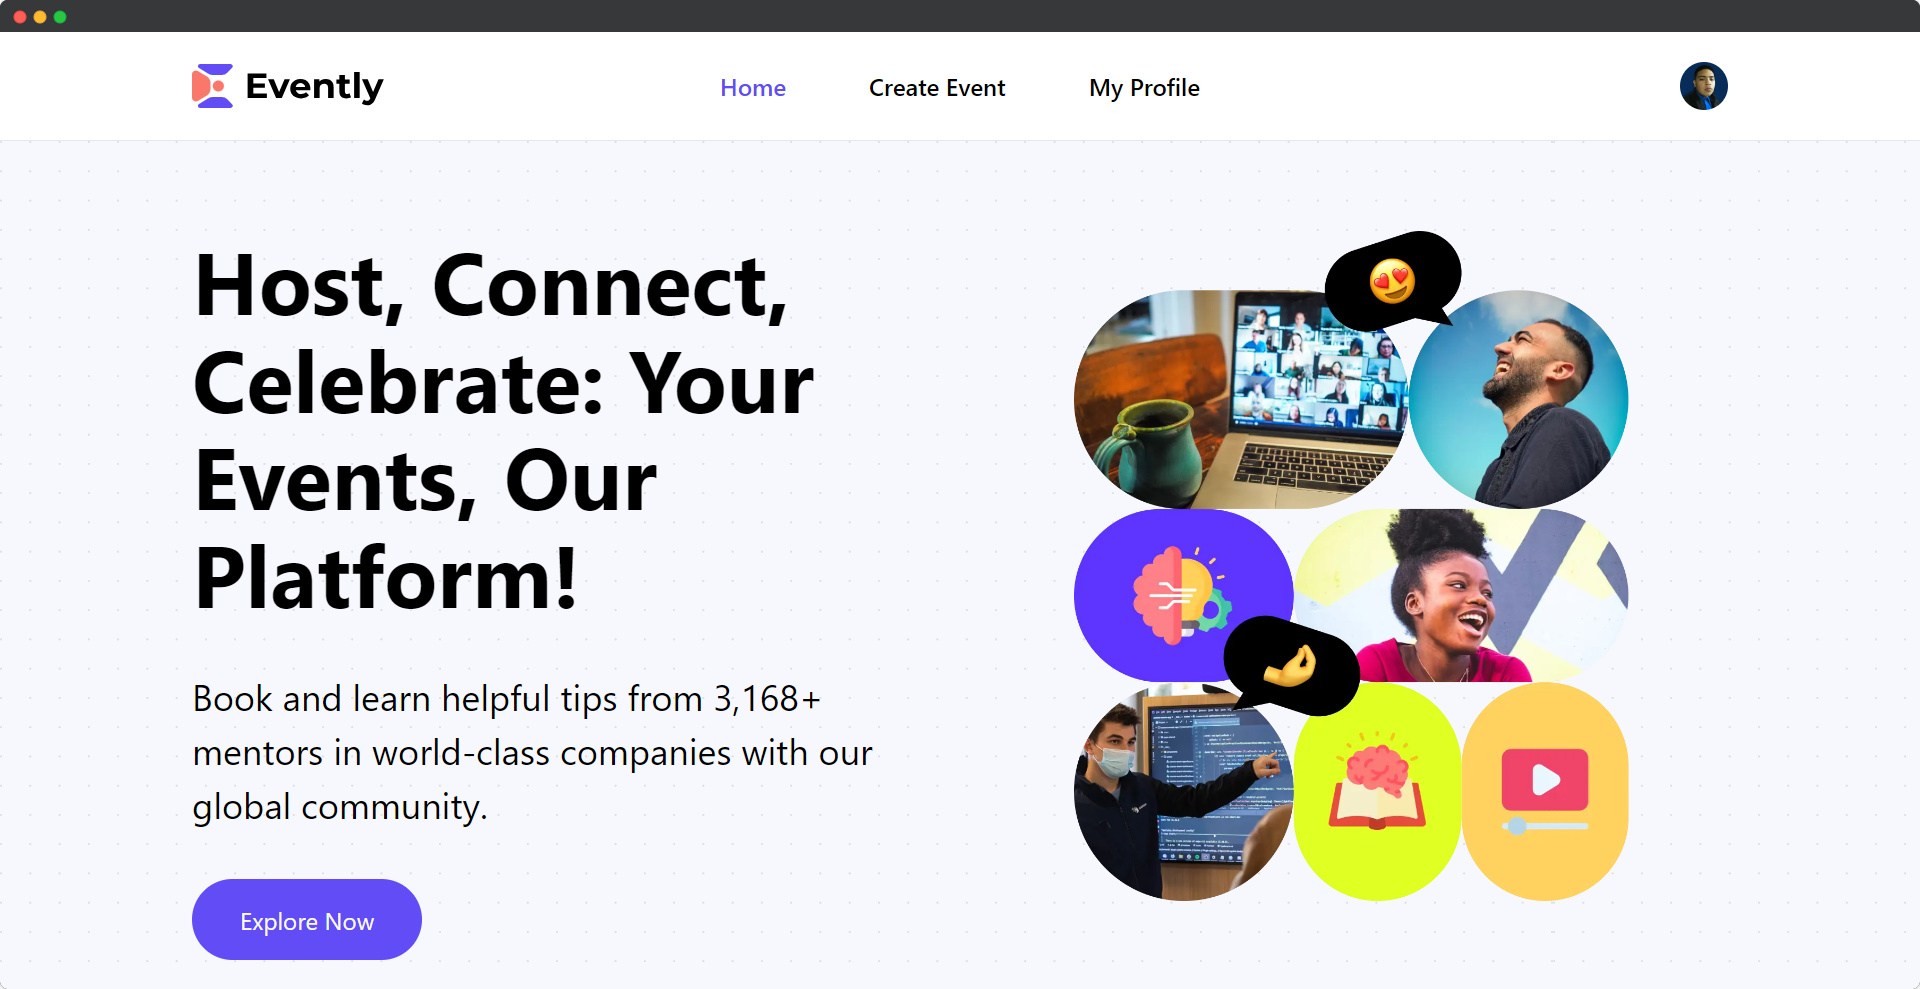 Evently
Home
Create Event
My Profile
Host, Connect,
Celebrate: Your
Events, Our
Platform!
Book and learn helpful tips from 3,168+
mentors in world-class companies with our
global community.
Explore Now